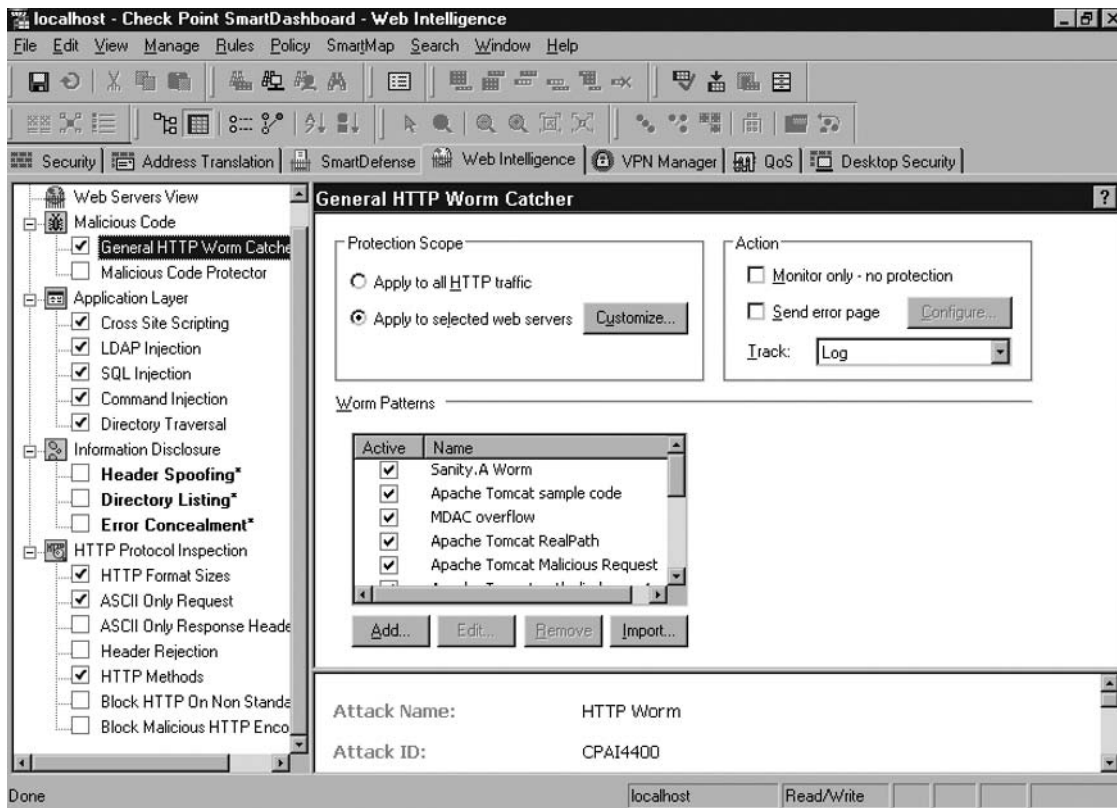 localhost - Check Point SmartDashboard - Web Intelligence
File Edit View Manage Rules Policy SmartMap Search Window Help
Security Address Translation SmartDefense Web Intelligence VPN Manager QoS Desktop Security
Web Servers View
Malicious Code
General HTTP Worm Catche
Malicious Code Protector
Application Layer
Cross Site Scripting
LDAP Injection
SQL Injection
Command Injection
Directory Traversal
Information Disclosure
Header Spoofing*
Directory Listing*
Error Concealment*
HTTP Protocol Inspection
HTTP Format Sizes
ASCII Only Request
ASCII Only Response Heade
Header Rejection
HTTP Methods
Block HTTP On Non Standa
Block Malicious HTTP Enco
General HTTP Worm Catcher ?
Protection Scope
Apply to all HTTP traffic
Apply to selected web servers Customize...
Action
Monitor only - no protection
Send error page Configure...
Track: Log
Worm Patterns
Active Name
Sanity.A Worm
Apache Tomcat sample code
MDAC overflow
Apache Tomcat RealPath
Apache Tomcat Malicious Request
Add... Edit... Remove Import...
Attack Name: HTTP Worm
Attack ID: CPAI4400
Done localhost Read/Write